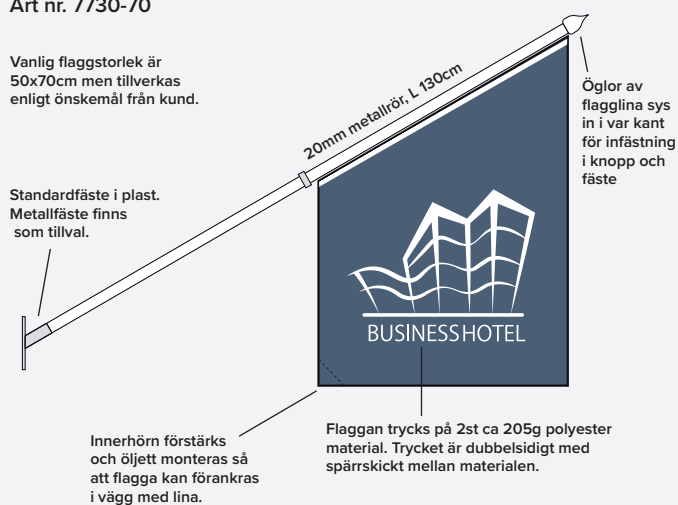 Art nr. 7730-70
Vanlig flaggstorlek är
50x70cm men tillverkas
enligt önskemål från kund.
20mm metallrör, L 130cm
Öglor av
flagglina sys
in i var kant
för infästning
i knopp och
fäste
Standardfäste i plast.
Metallfäste finns
som tillval.
BUSINESSHOTEL
Innerhörn förstärks
och öljett monteras så
att flagga kan förankras
i vägg med lina.
Flaggan trycks på 2st ca 205g polyester
material. Trycket är dubbelsidigt med
spärrskickt mellan materialen.